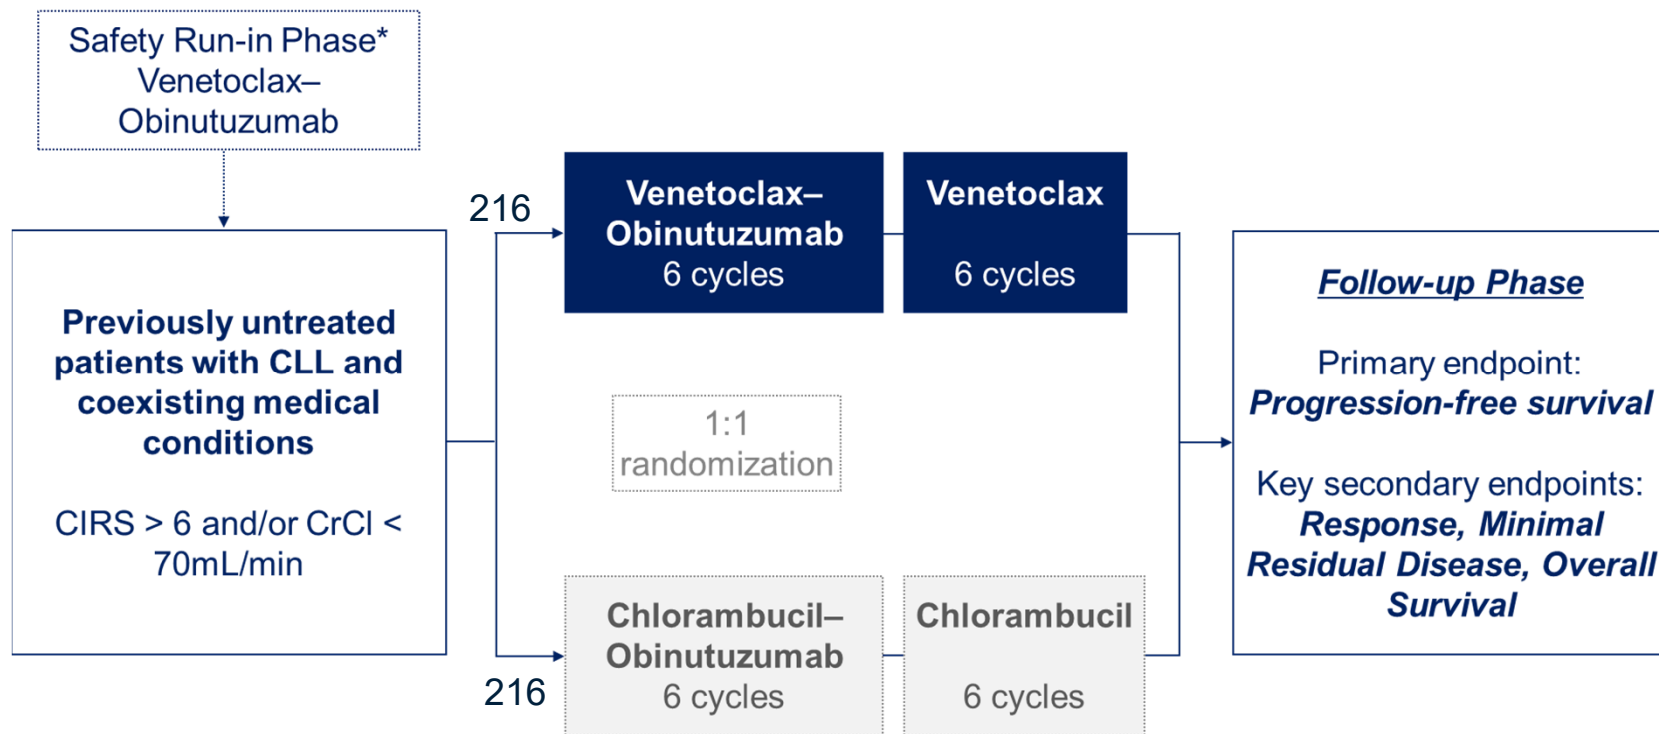 Safety Run-in Phase*
Venetoclax–
Obinutuzumab
Previously untreated
patients with CLL and
coexisting medical
conditions
CIRS > 6 and/or CrCl <
70mL/min
216
Venetoclax–
Obinutuzumab
6 cycles
Venetoclax
6 cycles
1:1
randomization
216
Chlorambucil–
Obinutuzumab
6 cycles
Chlorambucil
6 cycles
Follow-up Phase
Primary endpoint:
Progression-free survival
Key secondary endpoints:
Response, Minimal
Residual Disease, Overall
Survival